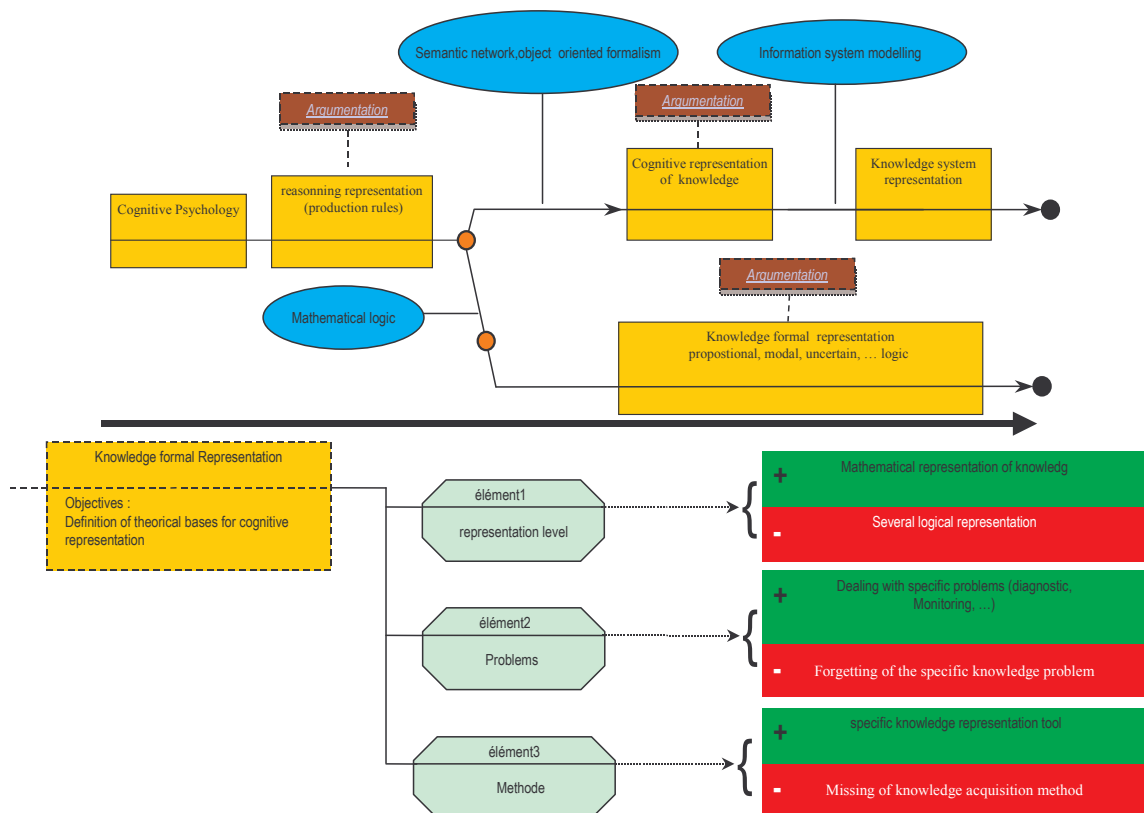 Semantic network,object oriented formalism
Information system modelling
Argumentation
Argumentation
Cognitive Psychology
reasonning representation
(production rules)
Cognitive representation
of knowledge
Knowledge system
representation
Argumentation
Mathematical logic
Knowledge formal representation
propostional, modal, uncertain, … logic
Knowledge formal Representation
Objectives :
Definition of theorical bases for cognitive
representation
élément1
representation level
+
Mathematical representation of knowledg
-
Several logical representation
élément2
Problems
+
Dealing with specific problems (diagnostic,
Monitoring, …)
-
Forgetting of the specific knowledge problem
élément3
Methode
+
specific knowledge representation tool
-
Missing of knowledge acquisition method